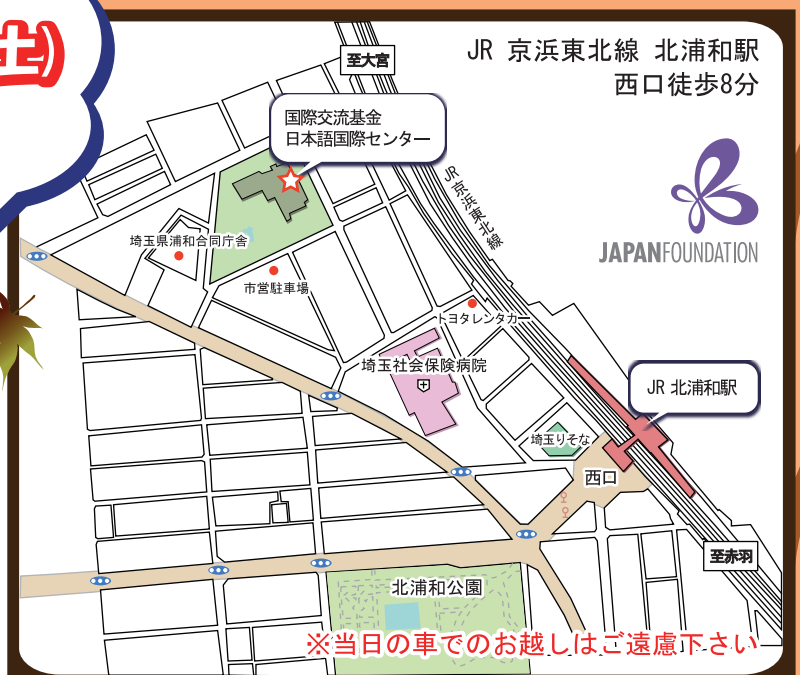 土)
至大宮
JR 京浜東北線 北浦和駅
西口徒歩8分
国際交流基金
日本語国際センター
JR 京浜東北線
JAPANFOUNDATION
埼玉県浦和合同庁舎
市営駐車場
トヨタレンタカー
埼玉社会保険病院
JR 北浦和駅
埼玉りそな
西口
至赤羽
北浦和公園
※当日の車でのお越しはご遠慮下さい